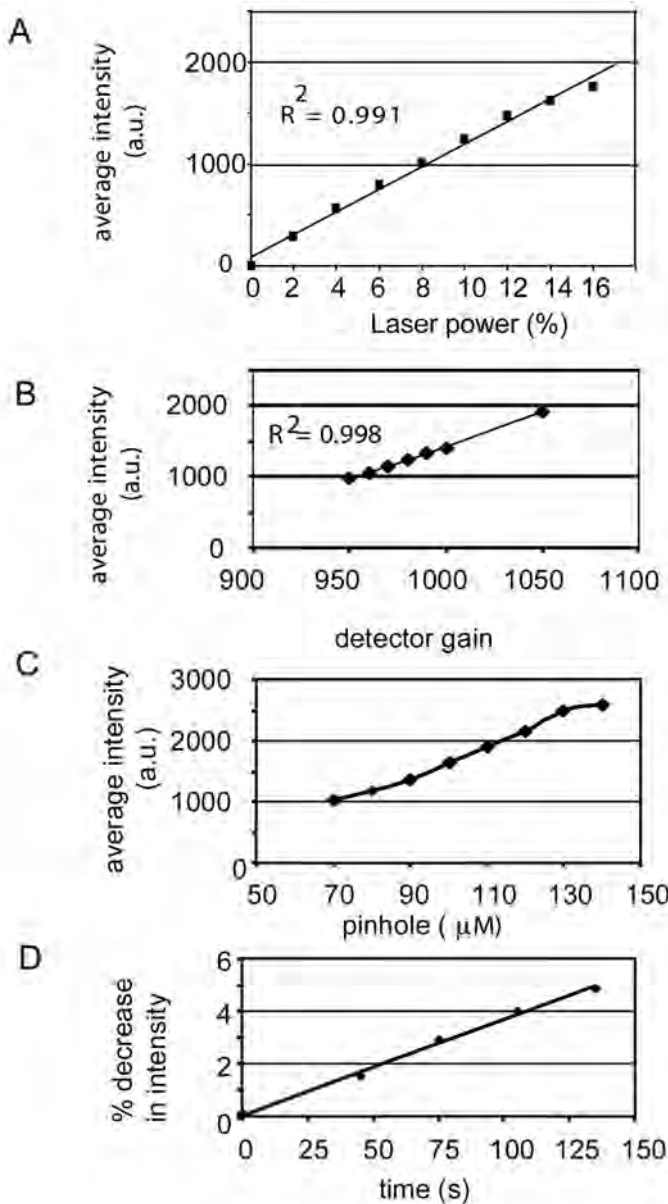 A
average intensity
(a.u.)
2000
1000
0
R2 = 0.991
0 2 4 6 8 10 12 14 16
Laser power (%)
B
average intensity
(a.u.)
2000
1000
0
R2= 0.998
900 950 1000 1050 1100
detector gain
C
average intensity
(a.u.)
3000
2000
1000
0
50 70 90 110 130 150
pinhole ( μM)
D
% decrease
in intensity
6
4
2
0
0 25 50 75 100 125 150
time (s)